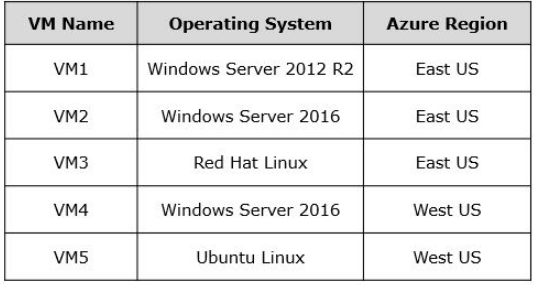 VM Name Operating System Azure Region
VM1 Windows Server 2012 R2 East US
VM2 Windows Server 2016 East US
VM3 Red Hat Linux East US
VM4 Windows Server 2016 West US
VM5 Ubuntu Linux West US